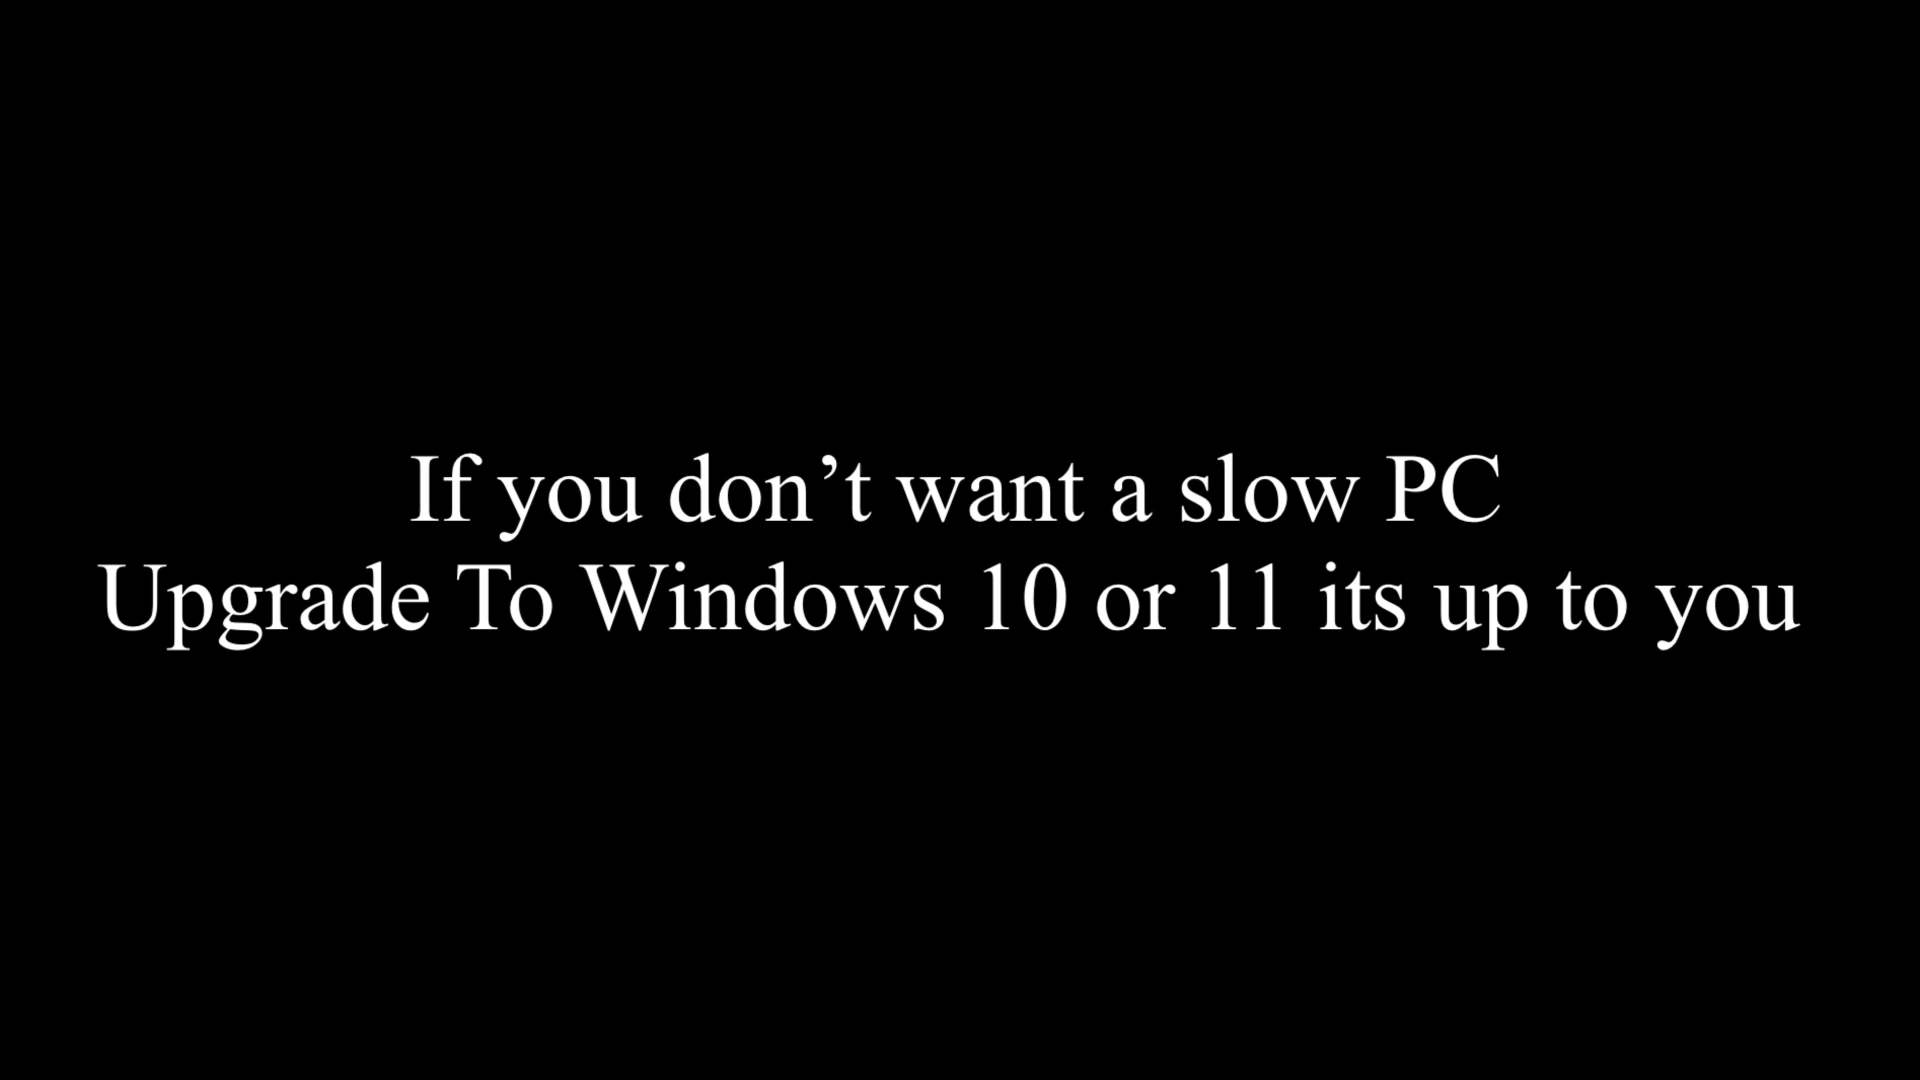 If you don’t want a slow PC
Upgrade To Windows 10 or 11 its up to you